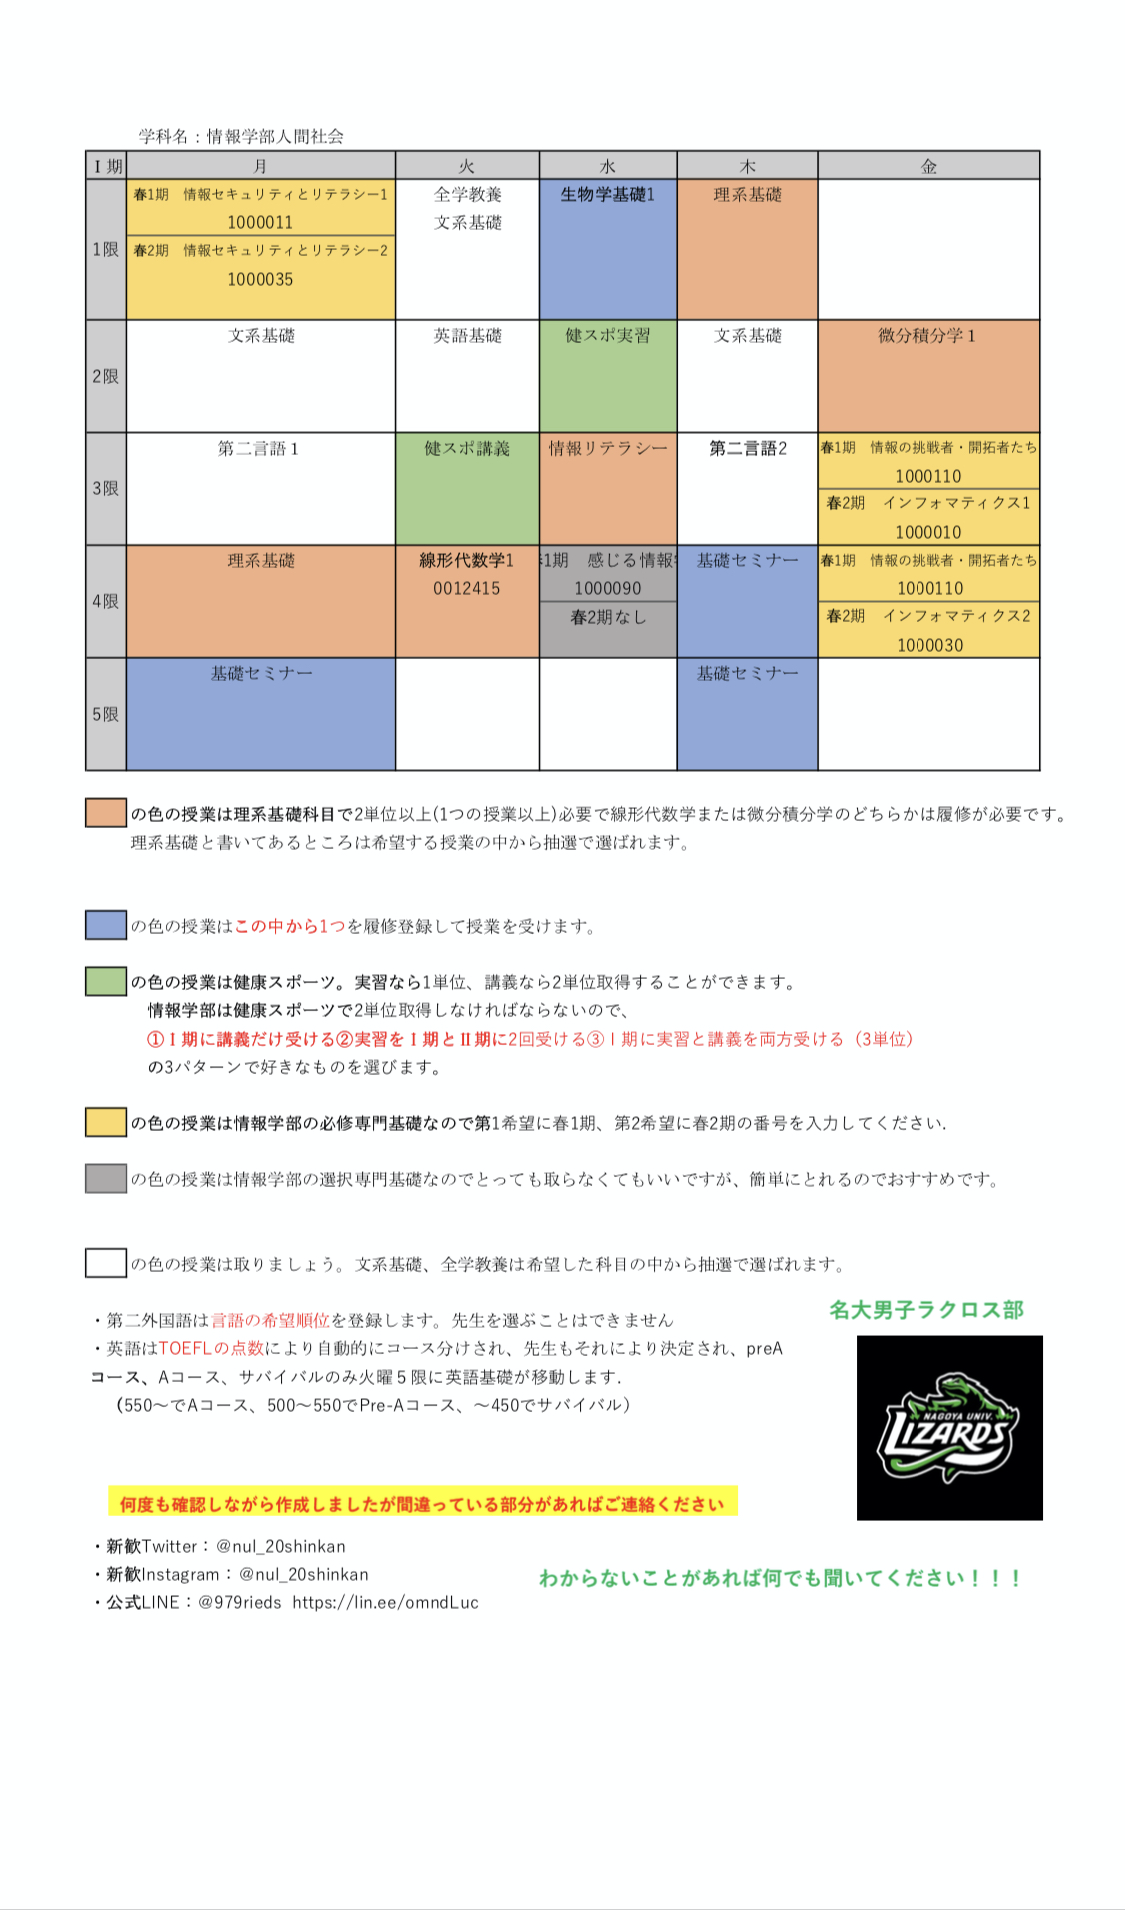 学科名：情報学部人間社会
Ⅰ期 月 火 水 木 金
1限
春1期 情報セキュリティとリテラシー1
1000011
春2期 情報セキュリティとリテラシー2
1000035
全学教養
文系基礎
生物学基礎1
理系基礎
2限
文系基礎
英語基礎
健スポ実習
文系基礎
微分積分学１
3限
第二言語１
健スポ講義
情報リテラシー
第二言語2
春1期 情報の挑戦者・開拓者たち
1000110
春2期 インフォマティクス1
1000010
4限
理系基礎
線形代数学1
0012415
1期 感じる情報
1000090
春2期なし
基礎セミナー
春1期 情報の挑戦者・開拓者たち
1000110
春2期 インフォマティクス2
1000030
5限
基礎セミナー
基礎セミナー
の色の授業は理系基礎科目で2単位以上(1つの授業以上)必要で線形代数学または微分積分学のどちらかは履修が必要です。
理系基礎と書いてあるところは希望する授業の中から抽選で選ばれます。
の色の授業はこの中から1つを履修登録して授業を受けます。
の色の授業は健康スポーツ。実習なら1単位、講義なら2単位取得することができます。
情報学部は健康スポーツで2単位取得しなければならないので、
①Ⅰ期に講義だけ受ける②実習をⅠ期とⅡ期に2回受ける③Ⅰ期に実習と講義を両方受ける（3単位）
の3パターンで好きなものを選びます。
の色の授業は情報学部の必修専門基礎なので第1希望に春1期、第2希望に春2期の番号を入力してください.
の色の授業は情報学部の選択専門基礎なのでとっても取らなくてもいいですが、簡単にとれるのでおすすめです。
の色の授業は取りましょう。文系基礎、全学教養は希望した科目の中から抽選で選ばれます。
・第二外国語は言語の希望順位を登録します。先生を選ぶことはできません
・英語はTOEFLの点数により自動的にコース分けされ、先生もそれにより決定され、preA
コース、Aコース、サバイバルのみ火曜５限に英語基礎が移動します.
（550〜でAコース、500〜550でPre-Aコース、〜450でサバイバル）
名大男子ラクロス部
NAGOYA UNIV.
LIZARDS
何度も確認しながら作成しましたが間違っている部分があればご連絡ください
・新歓Twitter：@nul_20shinkan
・新歓Instagram：@nul_20shinkan
・公式LINE：@979rieds https://lin.ee/omndLuc
わからないことがあれば何でも聞いてください！！！